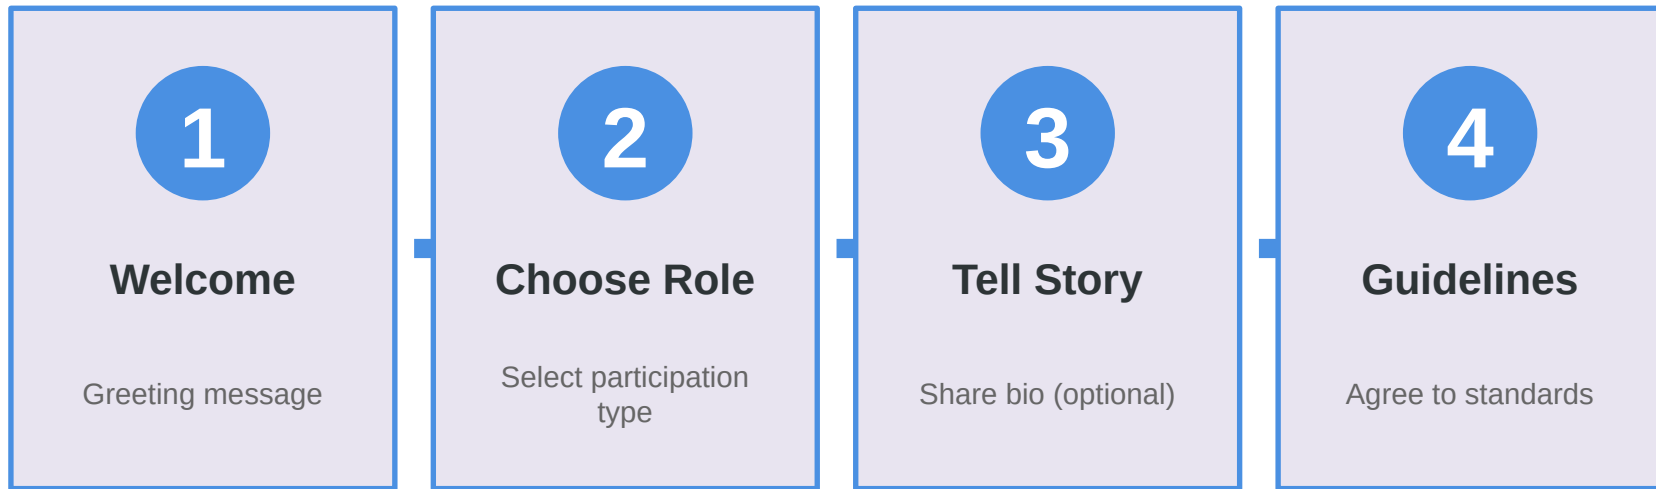 1
Welcome
Greeting message
2
Choose Role
Select participation
type
3
Tell Story
Share bio (optional)
4
Guidelines
Agree to standards